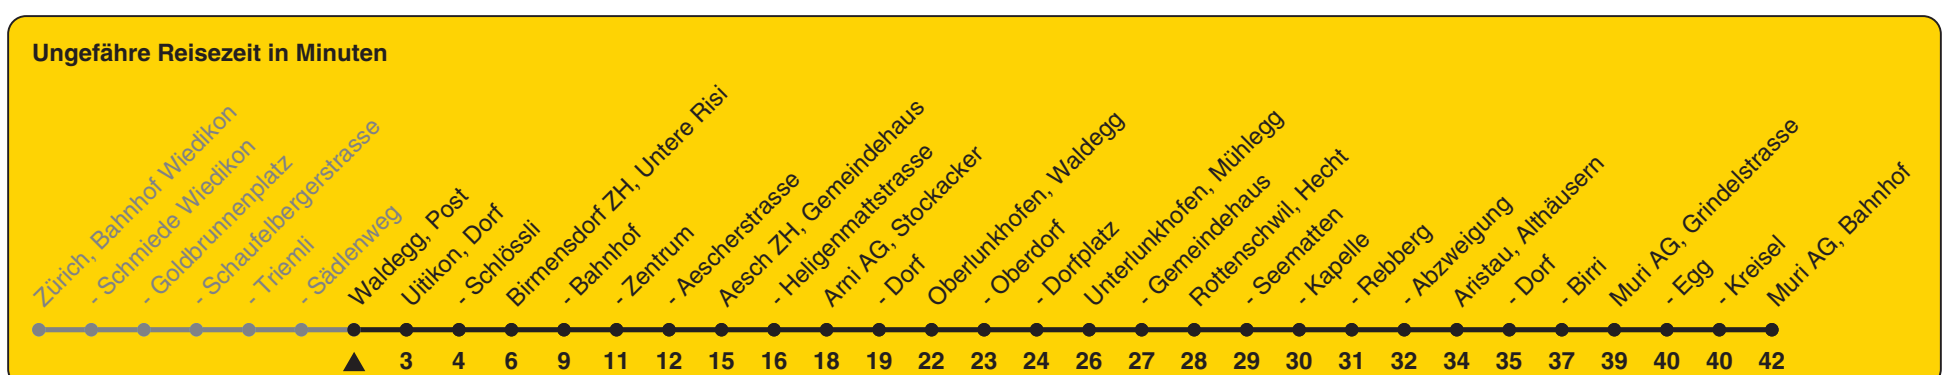 Ungefähre Reisezeit in Minuten
Zürich, Bahnhof Wiedikon
- Schmiede Wiedikon
- Goldbrunnenplatz
- Schaufelbergerstrasse
- Triemli
- Sädlenweg
Waldegg, Post
Uitikon, Dorf
- Schlössli
Birmensdorf ZH, Untere Risi
- Bahnhof
- Zentrum
- Aescherstrasse
Aesch ZH, Gemeindehaus
- Heligenmattstrasse
Arni AG, Stockacker
- Dorf
Oberlunkhofen, Waldegg
- Oberdorf
- Dorfplatz
Unterlunkhofen, Mühlegg
- Gemeindehaus
Rottenschwil, Hecht
- Seematten
- Kapelle
- Rebberg
- Abzweigung
Aristau, Althäusern
- Dorf
- Birri
Muri AG, Grindelstrasse
- Egg
- Kreisel
Muri AG, Bahnhof
3 4 6 9 11 12 15 16 18 19 22 23 24 26 27 28 29 30 31 32 34 35 37 39 40 40 42